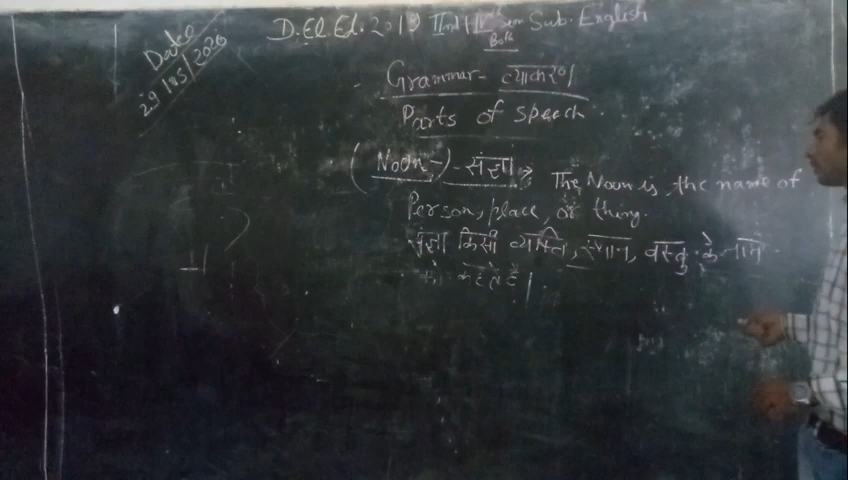 Date
29/05/2020
D.El.Ed. 2019 IInd/IVth Sem Sub. English
Both
Grammar - व्याकरण
Parts of speech
(Noun-) - संज्ञा → The Noun is the name of
Person, place, or thing.
संज्ञा किसी व्यक्ति, स्थान, वस्तु के नाम
को कहते हैं।